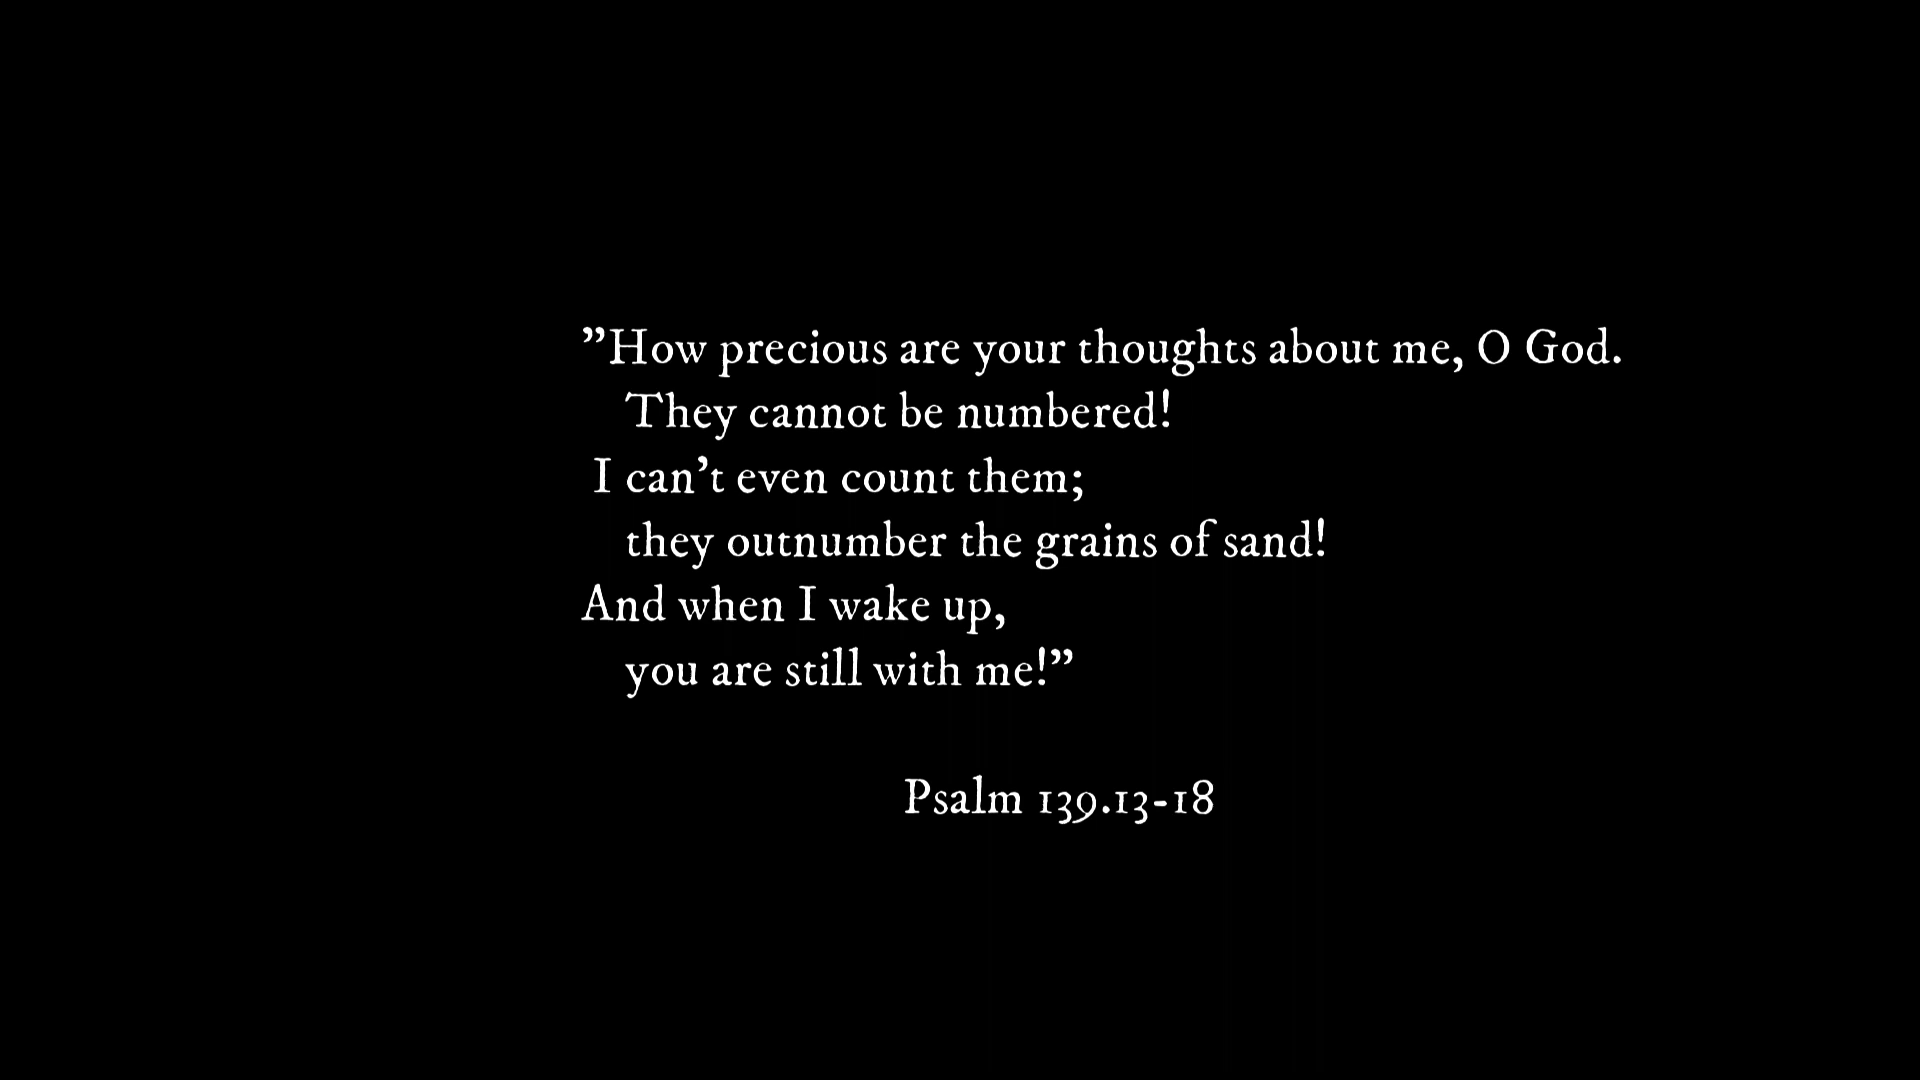 ”How precious are your thoughts about me, O God.
They cannot be numbered!
I can’t even count them;
they outnumber the grains of sand!
And when I wake up,
you are still with me!”
Psalm 139.13-18